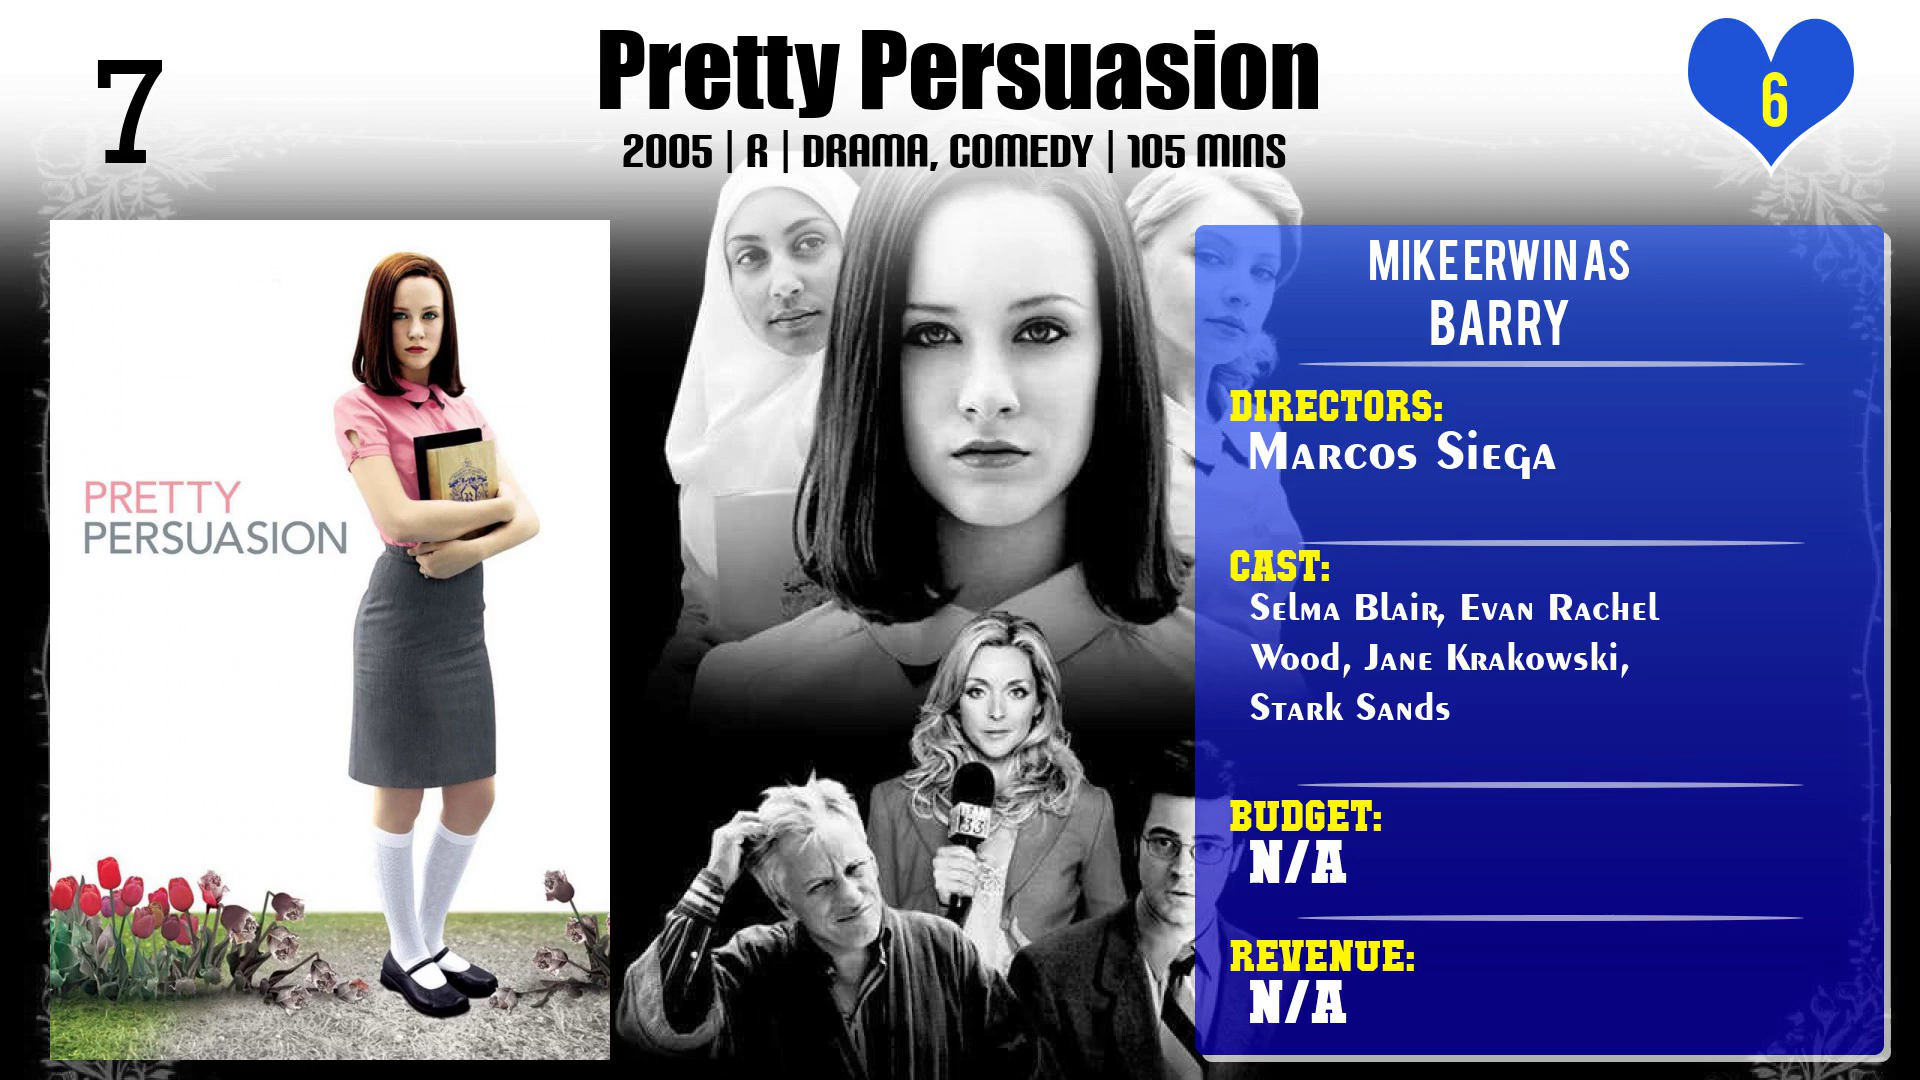 7
Pretty Persuasion
2005 | R | DRAMA, COMEDY | 105 MINS
6
PRETTY
PERSUASION
MIKE ERWIN AS
BARRY
DIRECTORS:
Marcos Siega
CAST:
Selma Blair, Evan Rachel
Wood, Jane Krakowski,
Stark Sands
BUDGET:
N/A
REVENUE:
N/A
33